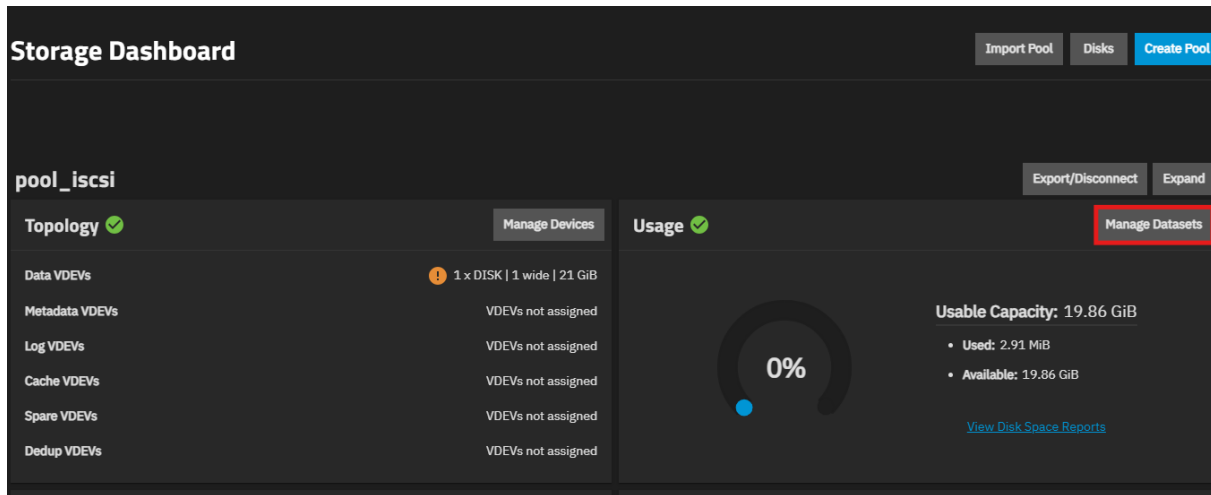 Storage Dashboard
Import Pool
Disks
Create Pool
pool_iscsi
Export/Disconnect
Expand
Topology
Manage Devices
Data VDEVs
1 x DISK | 1 wide | 21 GiB
Metadata VDEVs
VDEVs not assigned
Log VDEVs
VDEVs not assigned
Cache VDEVs
VDEVs not assigned
Spare VDEVs
VDEVs not assigned
Dedup VDEVs
VDEVs not assigned
Usage
Manage Datasets
0%
Usable Capacity: 19.86 GiB
• Used: 2.91 MiB
• Available: 19.86 GiB
View Disk Space Reports